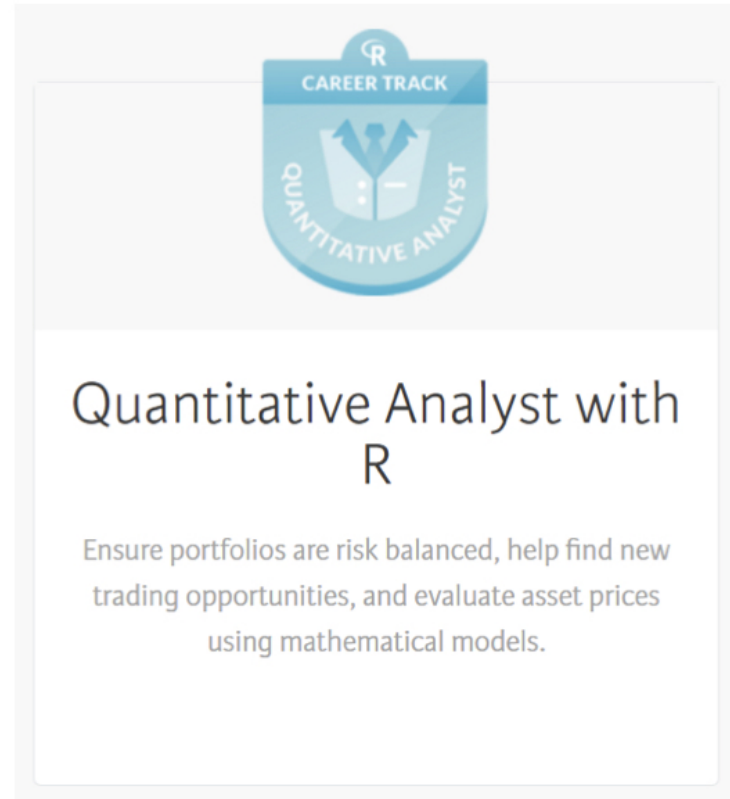 R
CAREER TRACK
QUANTITATIVE ANALYST
Quantitative Analyst with
R
Ensure portfolios are risk balanced, help find new
trading opportunities, and evaluate asset prices
using mathematical models.